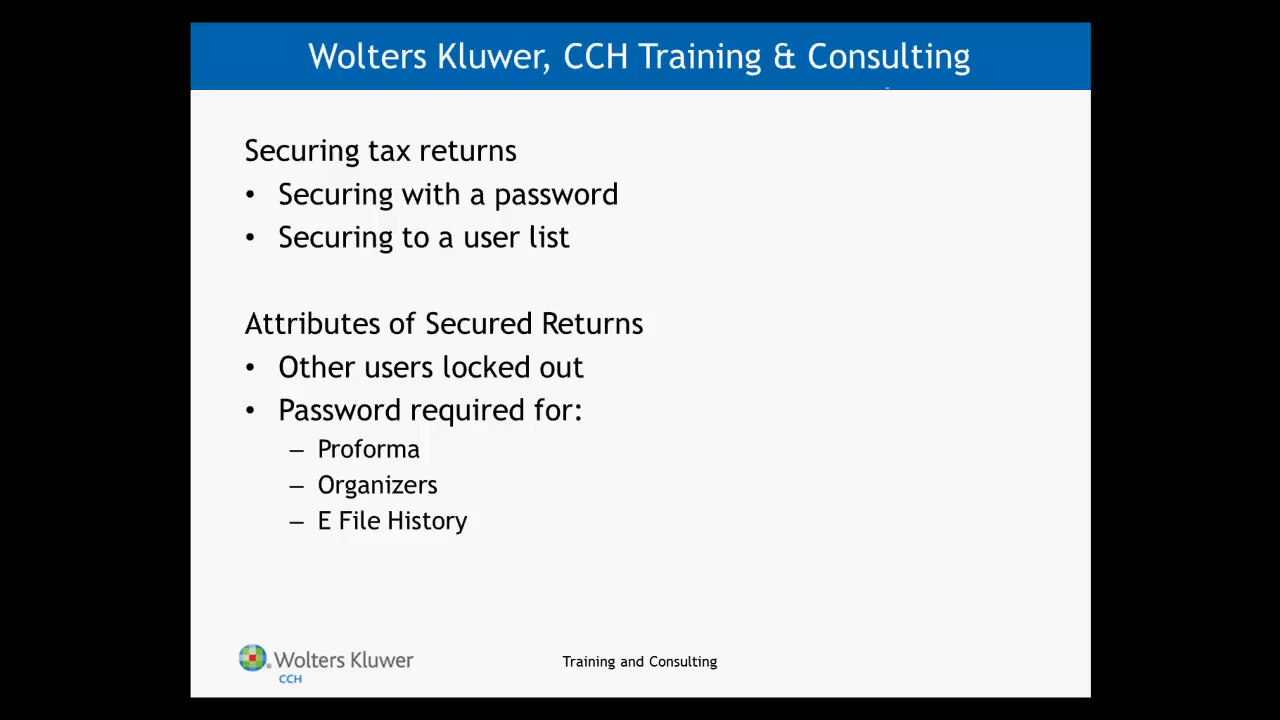 Wolters Kluwer, CCH Training & Consulting
Securing tax returns
• Securing with a password
• Securing to a user list
Attributes of Secured Returns
• Other users locked out
• Password required for:
– Proforma
– Organizers
– E File History
Wolters Kluwer
CCH
Training and Consulting